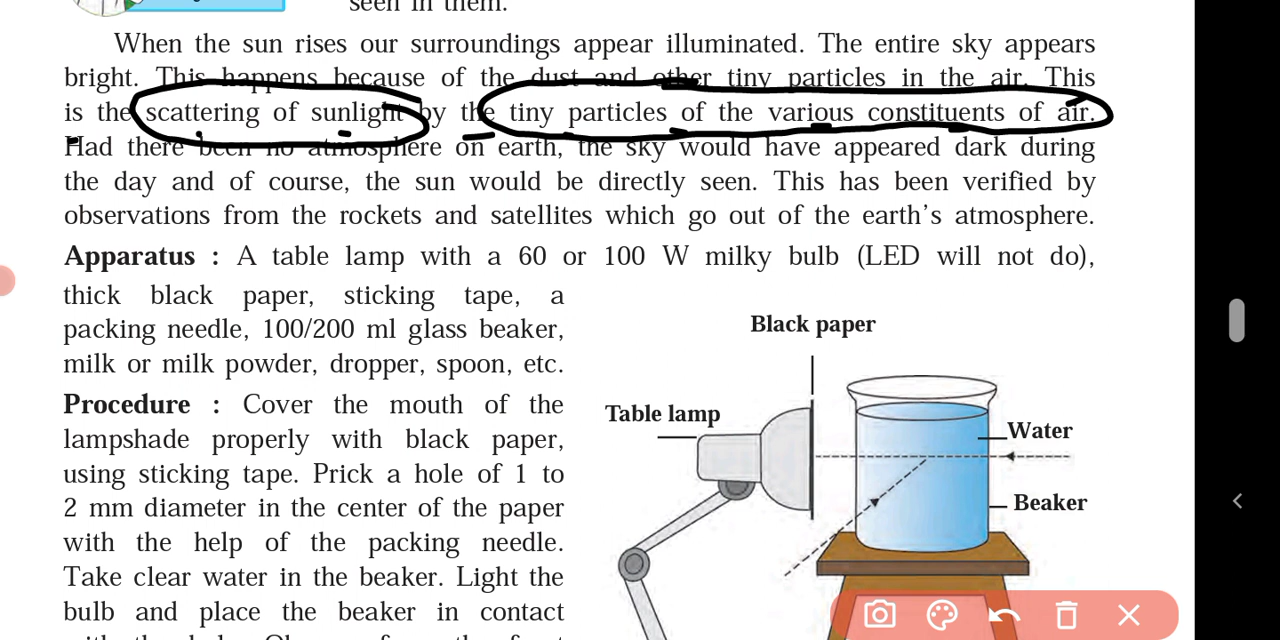 seen in them.
When the sun rises our surroundings appear illuminated. The entire sky appears
bright. This happens because of the dust and other tiny particles in the air. This
is the scattering of sunlight by the tiny particles of the various constituents of air.
Had there been no atmosphere on earth, the sky would have appeared dark during
the day and of course, the sun would be directly seen. This has been verified by
observations from the rockets and satellites which go out of the earth’s atmosphere.
Apparatus : A table lamp with a 60 or 100 W milky bulb (LED will not do),
thick black paper, sticking tape, a
packing needle, 100/200 ml glass beaker,
milk or milk powder, dropper, spoon, etc.
Procedure : Cover the mouth of the
lampshade properly with black paper,
using sticking tape. Prick a hole of 1 to
2 mm diameter in the center of the paper
with the help of the packing needle.
Take clear water in the beaker. Light the
bulb and place the beaker in contact
Black paper
Table lamp
Water
Beaker